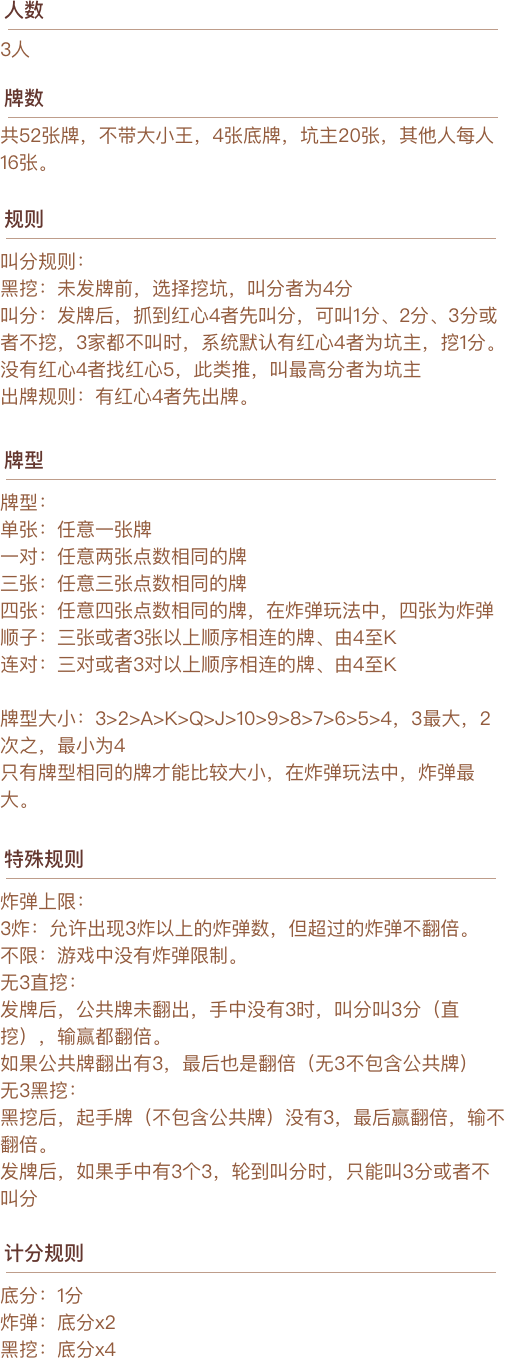 人数
3人
牌数
共52张牌，不带大小王，4张底牌，坑主20张，其他人每人
16张。
规则
叫分规则：
黑挖：未发牌前，选择挖坑，叫分者为4分
叫分：发牌后，抓到红心4者先叫分，可叫1分、2分、3分或
者不挖，3家都不叫时，系统默认有红心4者为坑主，挖1分。
没有红心4者找红心5，此类推，叫最高分者为坑主
出牌规则：有红心4者先出牌。
牌型
牌型：
单张：任意一张牌
一对：任意两张点数相同的牌
三张：任意三张点数相同的牌
四张：任意四张点数相同的牌，在炸弹玩法中，四张为炸弹
顺子：三张或者3张以上顺序相连的牌、由4至K
连对：三对或者3对以上顺序相连的牌、由4至K
牌型大小：3>2>A>K>Q>J>10>9>8>7>6>5>4，3最大，2
次之，最小为4
只有牌型相同的牌才能比较大小，在炸弹玩法中，炸弹最
大。
特殊规则
炸弹上限：
3炸：允许出现3炸以上的炸弹数，但超过的炸弹不翻倍。
不限：游戏中没有炸弹限制。
无3直挖：
发牌后，公共牌未翻出，手中没有3时，叫分叫3分（直
挖），输赢都翻倍。
如果公共牌翻出有3，最后也是翻倍（无3不包含公共牌）
无3黑挖：
黑挖后，起手牌（不包含公共牌）没有3，最后赢翻倍，输不
翻倍。
发牌后，如果手中有3个3，轮到叫分时，只能叫3分或者不
叫分
计分规则
底分：1分
炸弹：底分x2
黑挖：底分x4